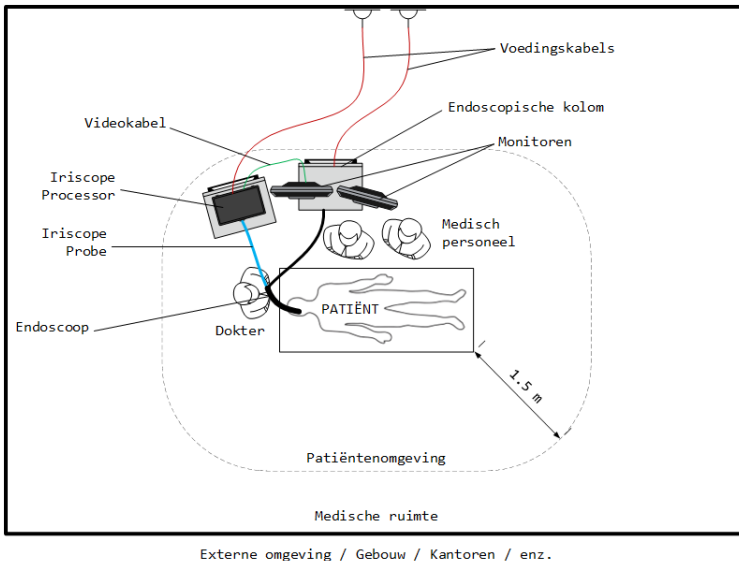 Voedingskabels
Endoscopische kolom
Videokabel
Monitoren
Iriscope
Processor
Iriscope
Probe
Medisch
personeel
Endoscoop
Dokter
PATIËNT
1.5 m
Patiëntenomgeving
Medische ruimte
Externe omgeving / Gebouw / Kantoren / enz.